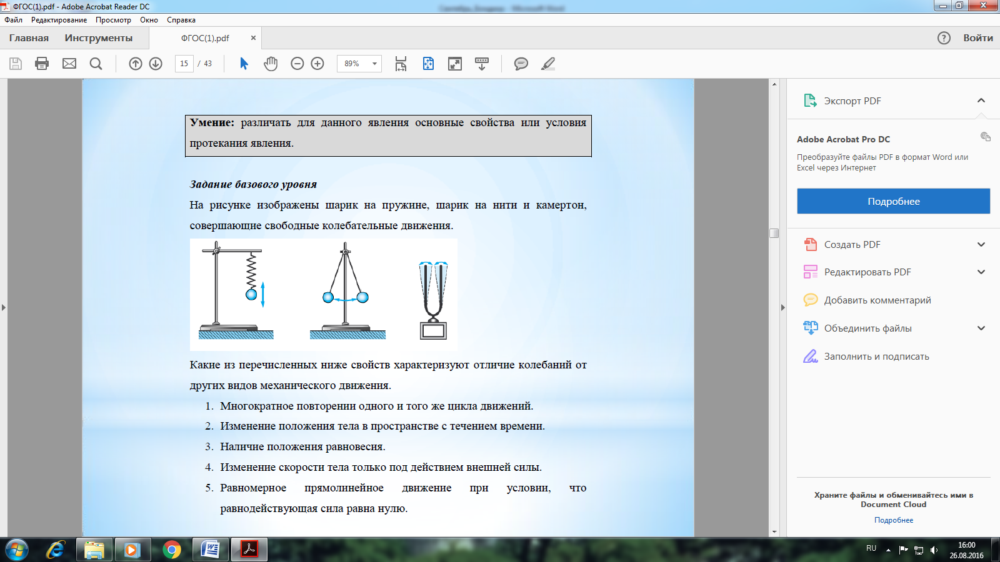 ФГОС(1).pdf - Adobe Acrobat Reader DC
Сентябрь_Бондарец - Microsoft Word
Файл Редактирование Просмотр Окно Справка
Главная Инструменты ФГОС(1).pdf × Войти
15 / 43 89%
Умение: различать для данного явления основные свойства или условия
протекания явления.
Задание базового уровня
На рисунке изображены шарик на пружине, шарик на нити и камертон,
совершающие свободные колебательные движения.
Какие из перечисленных ниже свойств характеризуют отличие колебаний от
других видов механического движения.
1. Многократное повторении одного и того же цикла движений.
2. Изменение положения тела в пространстве с течением времени.
3. Наличие положения равновесия.
4. Изменение скорости тела только под действием внешней силы.
5. Равномерное прямолинейное движение при условии, что
равнодействующая сила равна нулю.
Экспорт PDF
Adobe Acrobat Pro DC
Преобразуйте файлы PDF в формат Word или
Excel через Интернет
Подробнее
Создать PDF
Редактировать PDF
Добавить комментарий
Объединить файлы
Заполнить и подписать
Храните файлы и обменивайтесь ими в
Document Cloud
Подробнее
RU
16:00
26.08.2016